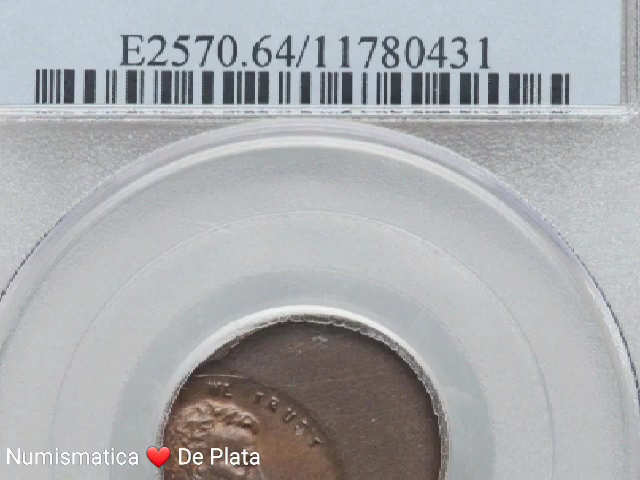 E2570.64/11780431
WE TRUST
Numismatica ❤️ De Plata